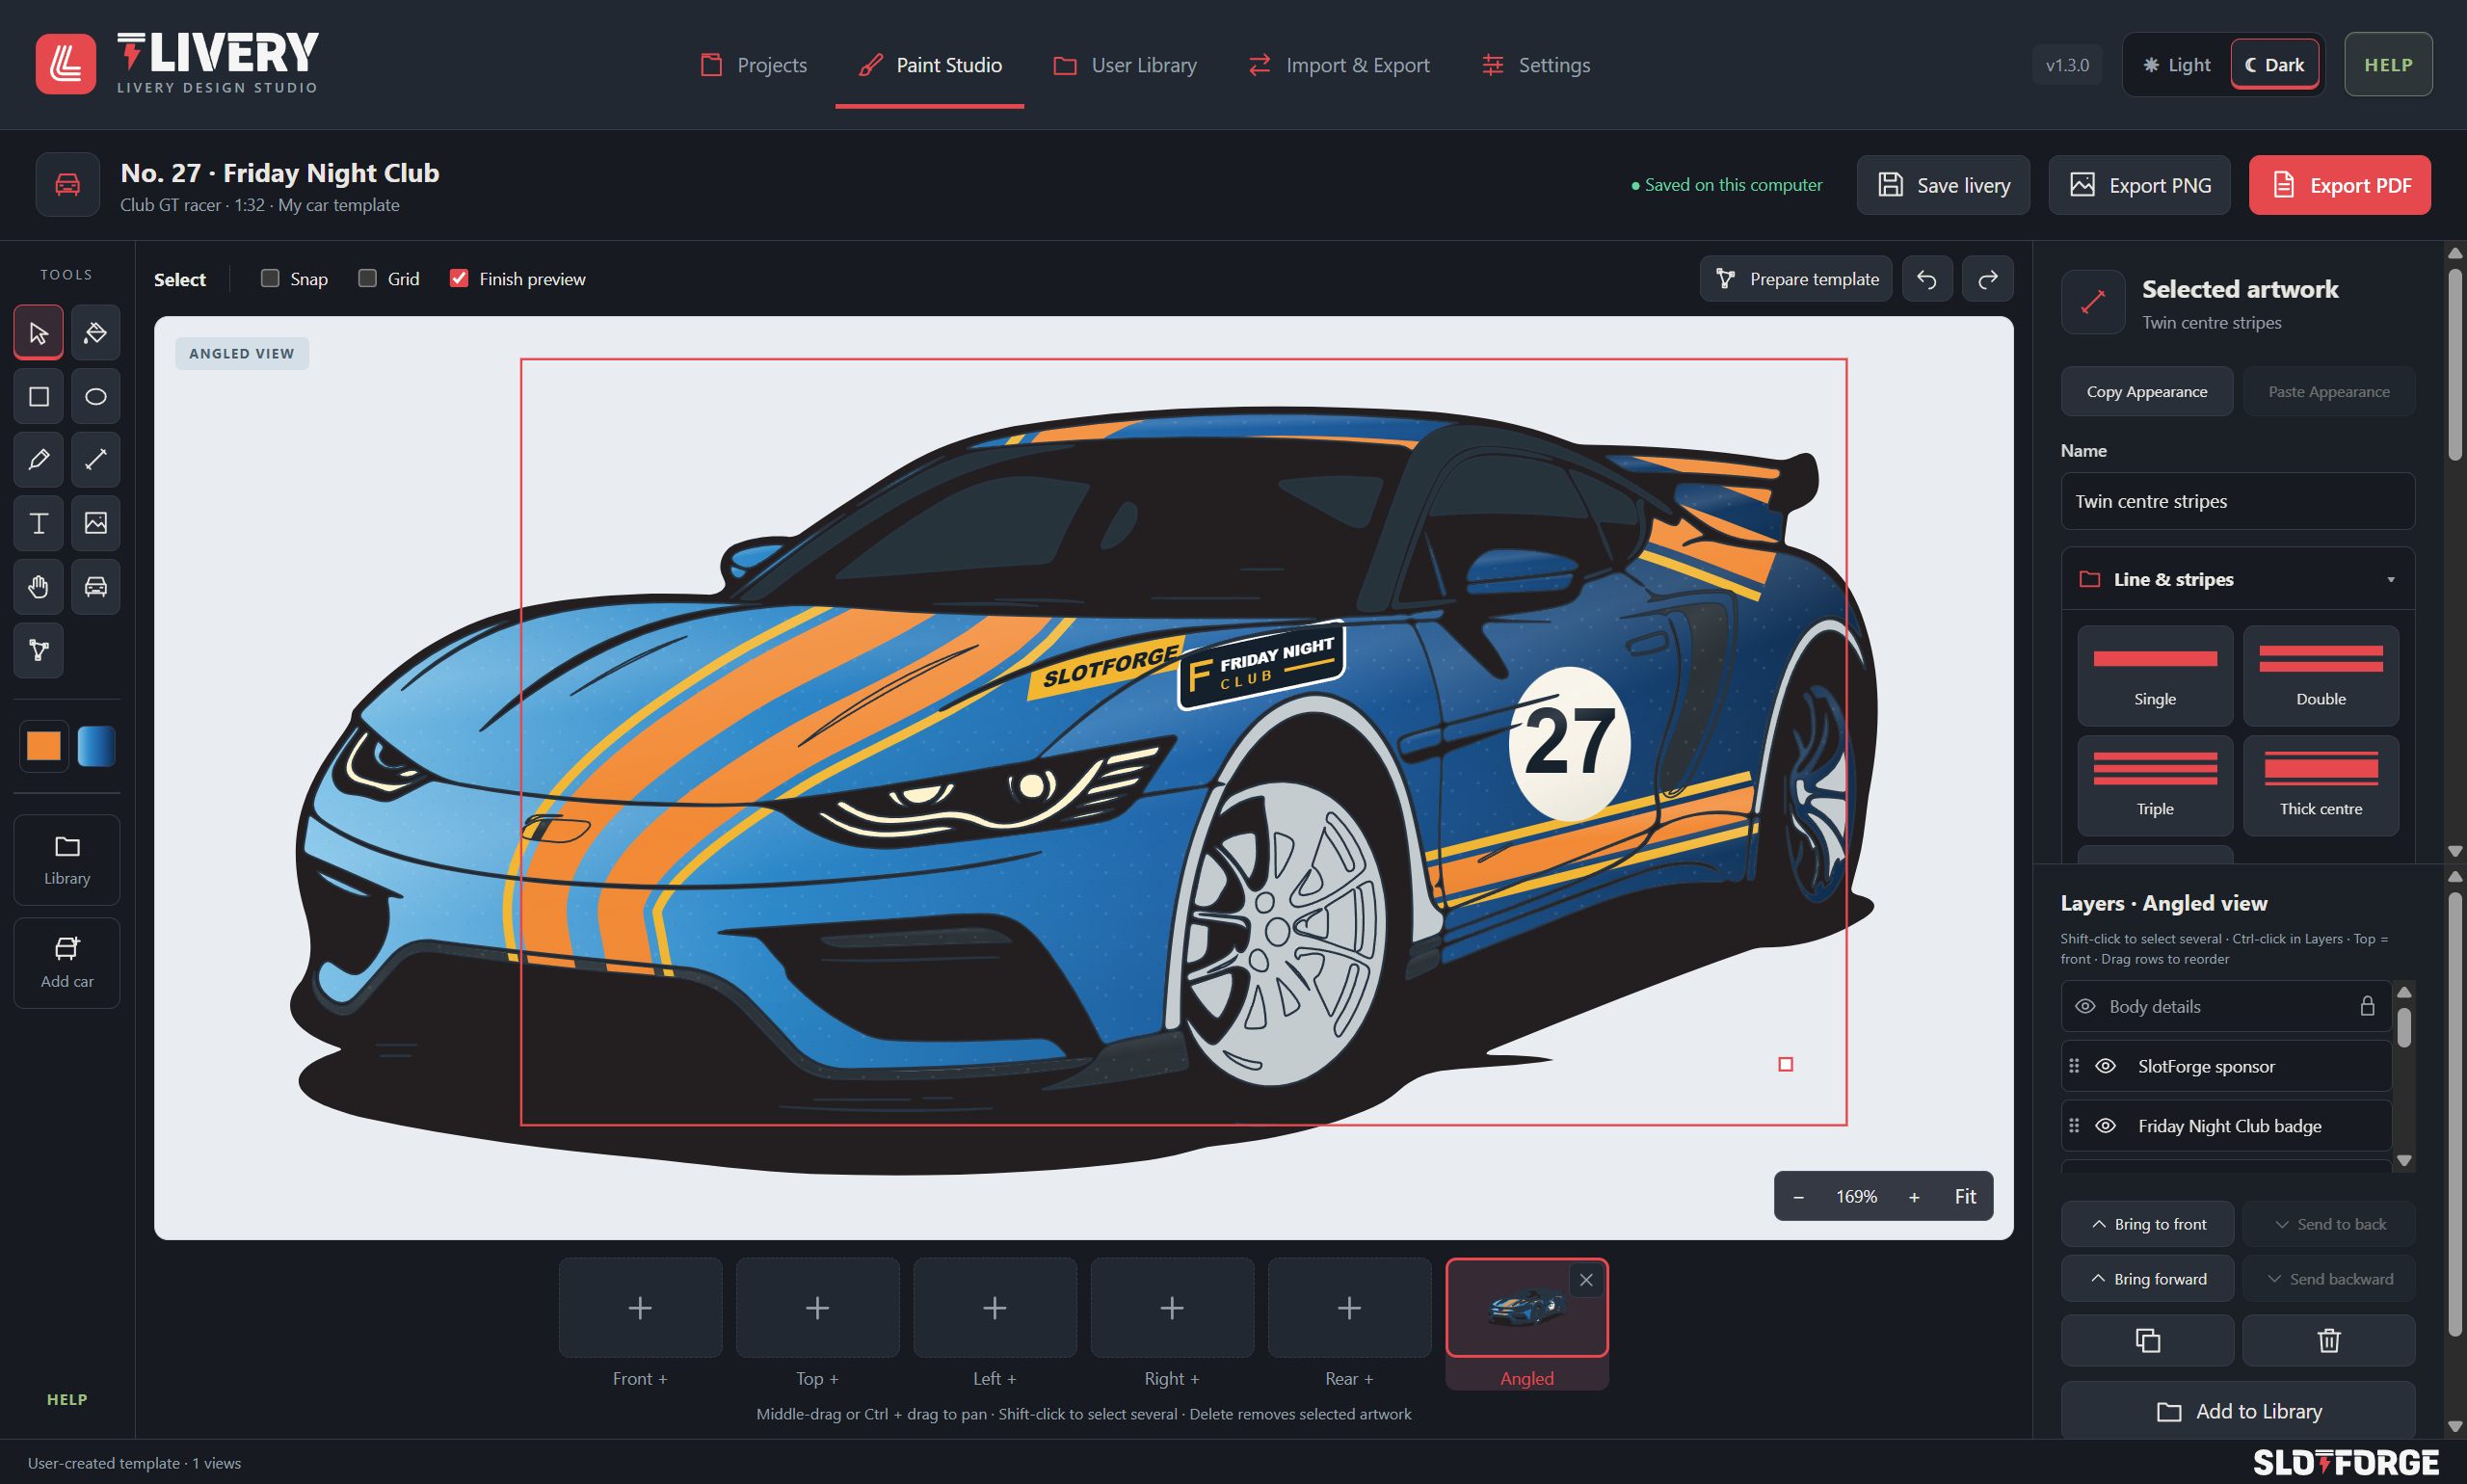 LIVERY
LIVERY DESIGN STUDIO
Projects
Paint Studio
User Library
Import & Export
Settings
v1.3.0
Light
Dark
HELP
No. 27 · Friday Night Club
Club GT racer · 1:32 · My car template
Saved on this computer
Save livery
Export PNG
Export PDF
TOOLS
Select
Snap
Grid
Finish preview
Prepare template
ANGLED VIEW
SLOTFORGE
F FRIDAY NIGHT
CLUB
27
Library
Add car
HELP
169%
Fit
Front +
Top +
Left +
Right +
Rear +
Angled
Middle-drag or Ctrl + drag to pan · Shift-click to select several · Delete removes selected artwork
Selected artwork
Twin centre stripes
Copy Appearance
Paste Appearance
Name
Twin centre stripes
Line & stripes
Single
Double
Triple
Thick centre
Layers · Angled view
Shift-click to select several · Ctrl-click in Layers · Top =
front · Drag rows to reorder
Body details
SlotForge sponsor
Friday Night Club badge
Bring to front
Send to back
Bring forward
Send backward
Add to Library
User-created template · 1 views
SLOTFORGE